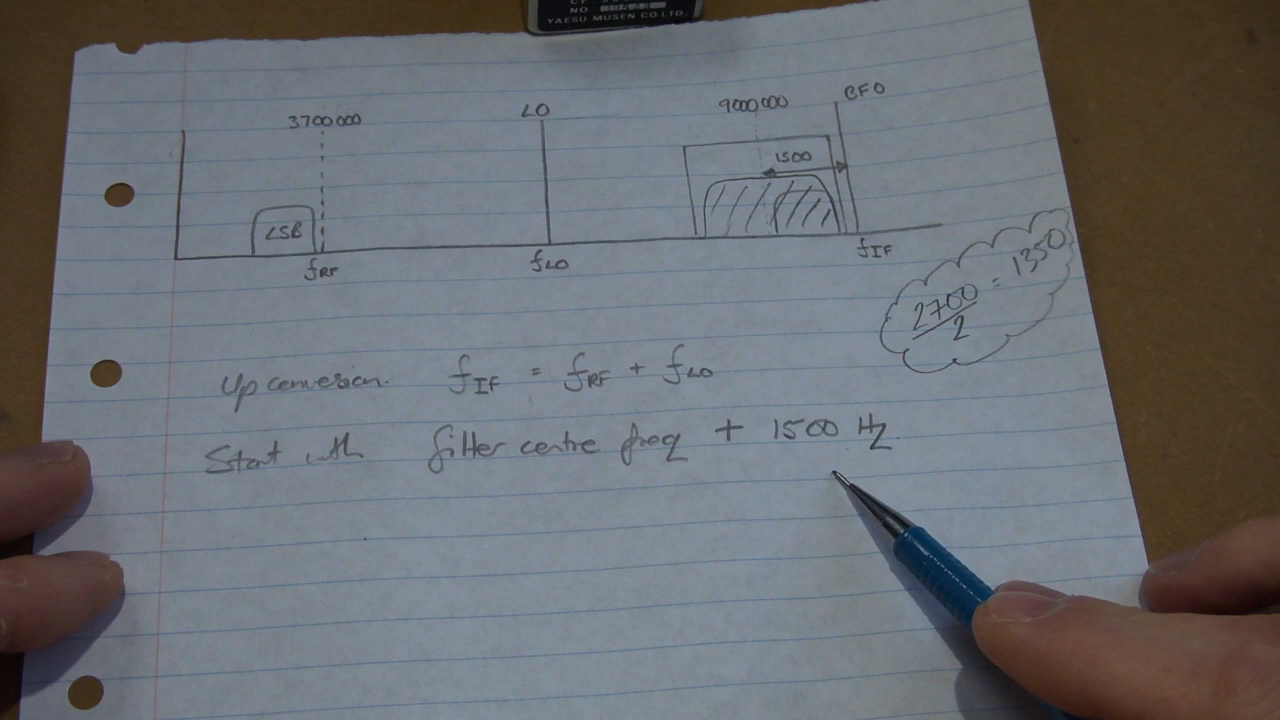 NO.
YAESU MUSEN CO LTD.
3700000
LO
9000000
BFO
1500
LSB
fRF
fLO
fIF
2700/2 = 1350
Up conversion. fIF = fRF + fLO
Start with filter centre freq + 1500 Hz.